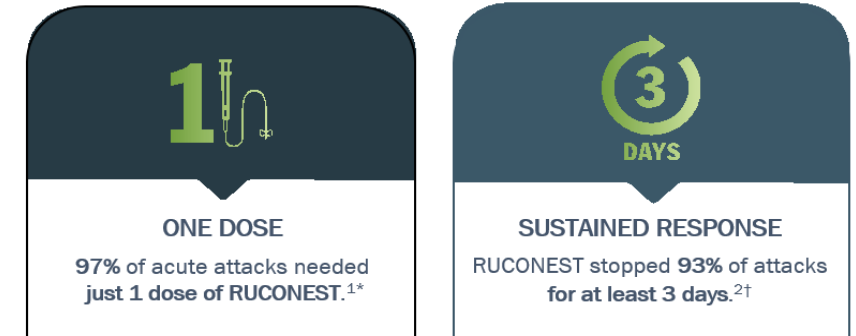 1
3
DAYS
ONE DOSE
97% of acute attacks needed
just 1 dose of RUCONEST.¹*
SUSTAINED RESPONSE
RUCONEST stopped 93% of attacks
for at least 3 days.²†